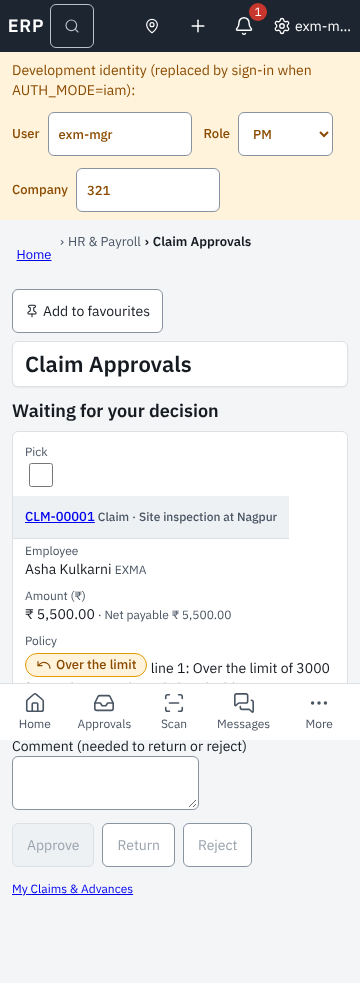 ERP
1
exm-m...
Development identity (replaced by sign-in when
AUTH_MODE=iam):
User
exm-mgr
Role
PM
Company
321
Home
› HR & Payroll › Claim Approvals
Add to favourites
Claim Approvals
Waiting for your decision
Pick
CLM-00001 Claim · Site inspection at Nagpur
Employee
Asha Kulkarni EXMA
Amount (₹)
₹ 5,500.00 · Net payable ₹ 5,500.00
Policy
Over the limit line 1: Over the limit of 3000
Home
Approvals
Scan
Messages
More
Comment (needed to return or reject)
Approve
Return
Reject
My Claims & Advances